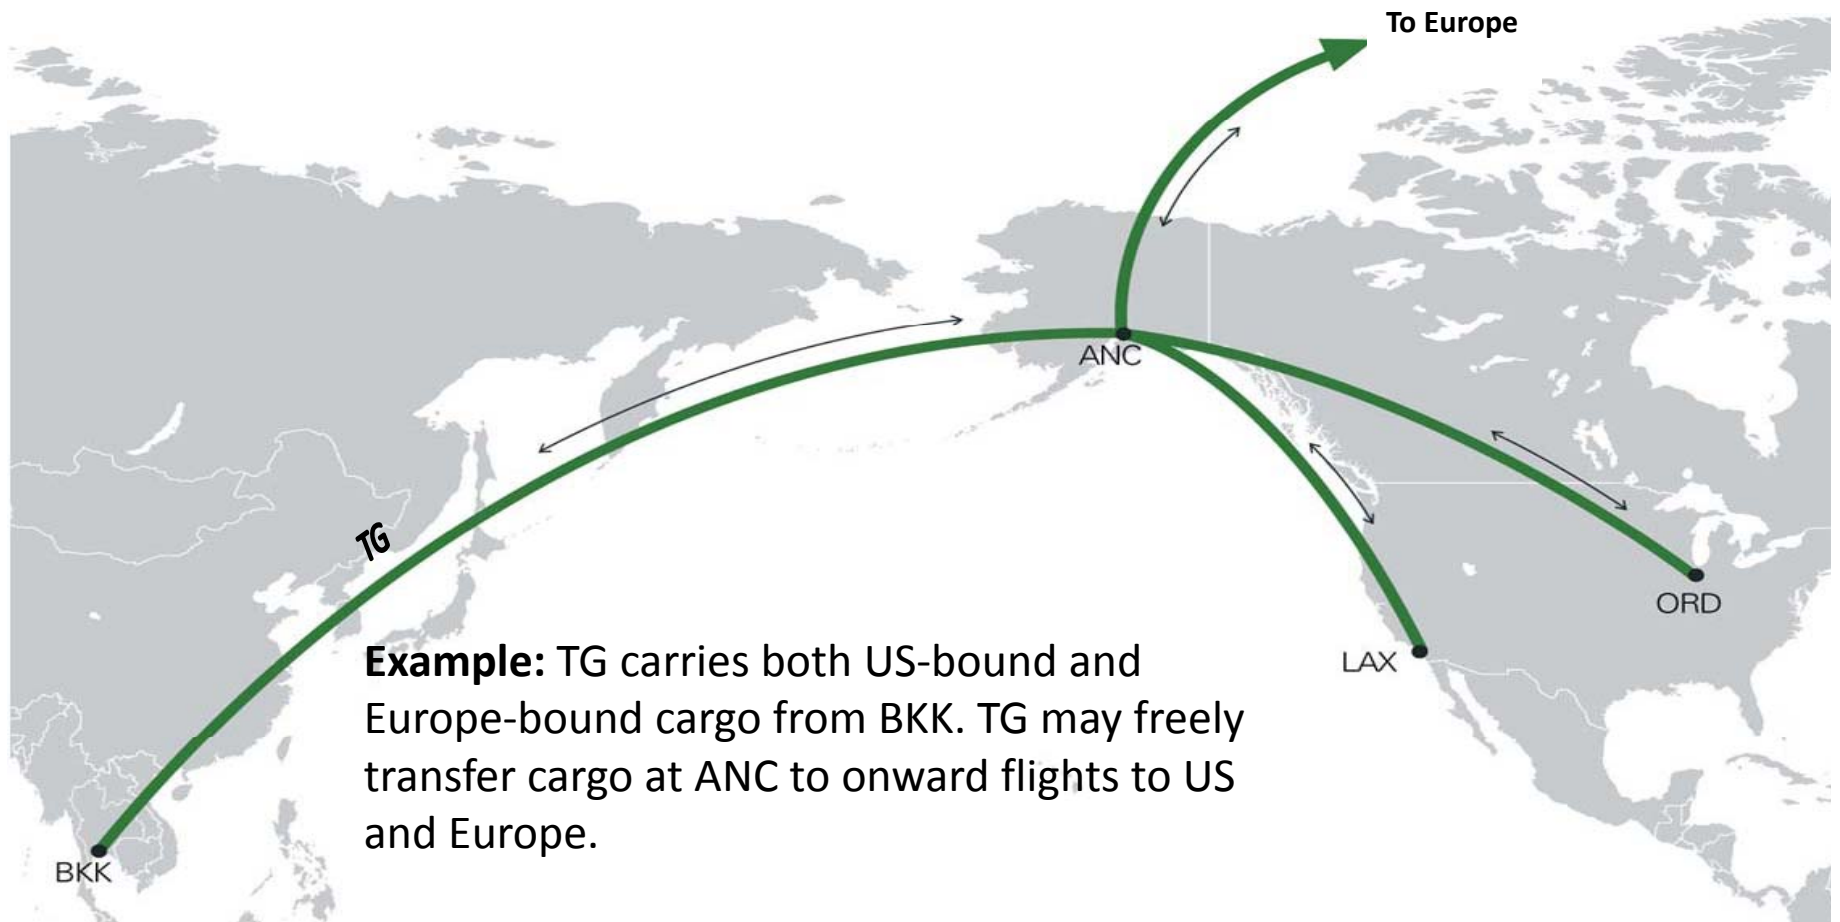 To Europe
ANC
TG
ORD
LAX
Example: TG carries both US-bound and
Europe-bound cargo from BKK. TG may freely
transfer cargo at ANC to onward flights to US
and Europe.
BKK